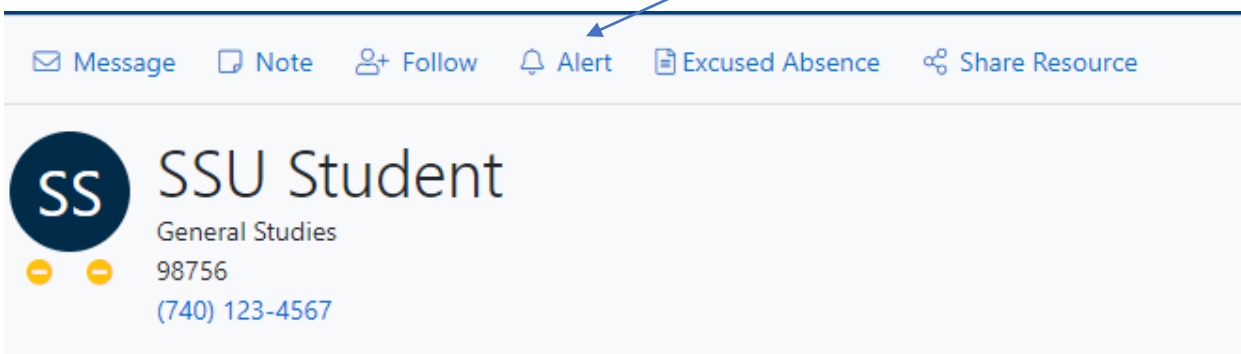 Message Note Follow Alert Excused Absence Share Resource
SS
SSU Student
General Studies
98756
(740) 123-4567